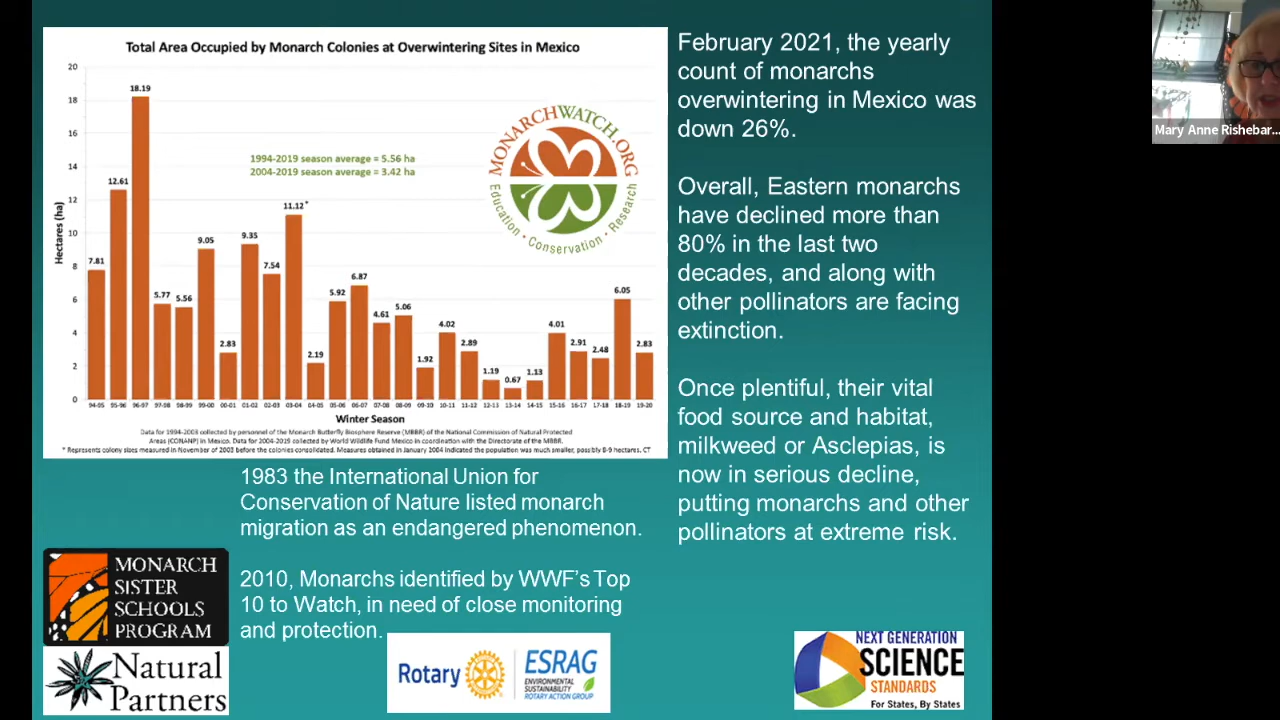 Total Area Occupied by Monarch Colonies at Overwintering Sites in Mexico
20
18
16
14
12
10
8
6
4
2
0
Hectares (ha)
7.81
12.61
18.19
5.77
5.56
9.05
2.83
9.35
7.54
11.12*
2.19
5.92
6.87
4.61
5.06
1.92
4.02
2.89
1.19
0.67
1.13
4.01
2.91
2.48
6.05
2.83
1994-2019 season average = 5.56 ha
2004-2019 season average = 3.42 ha
MONARCHWATCH.ORG
Education • Conservation • Research
94-95 95-96 96-97 97-98 98-99 99-00 00-01 01-02 02-03 03-04 04-05 05-06 06-07 07-08 08-09 09-10 10-11 11-12 12-13 13-14 14-15 15-16 16-17 17-18 18-19 19-20
Winter Season
Data for 1994-2003 collected by personnel of the Monarch Butterfly Biosphere Reserve (MBBR) of the National Commission of Natural Protected
Areas (CONANP) in Mexico. Data for 2004-2019 collected by World Wildlife Fund Mexico in coordination with the Directorate of the MBBR.
* Represents colony sizes measured in November of 2003 before the colonies consolidated. Measures obtained in January 2004 indicated the population was much smaller, possibly 8-9 hectares. CT
February 2021, the yearly
count of monarchs
overwintering in Mexico was
down 26%.
Overall, Eastern monarchs
have declined more than
80% in the last two
decades, and along with
other pollinators are facing
extinction.
Once plentiful, their vital
food source and habitat,
milkweed or Asclepias, is
now in serious decline,
putting monarchs and other
pollinators at extreme risk.
1983 the International Union for
Conservation of Nature listed monarch
migration as an endangered phenomenon.
2010, Monarchs identified by WWF's Top
10 to Watch, in need of close monitoring
and protection.
MONARCH
SISTER
SCHOOLS
PROGRAM
Natural
Partners
Rotary
ESRAG
ENVIRONMENTAL
SUSTAINABILITY
ROTARY ACTION GROUP
NEXT GENERATION
SCIENCE
STANDARDS
For States, By States
Mary Anne Rishebar...